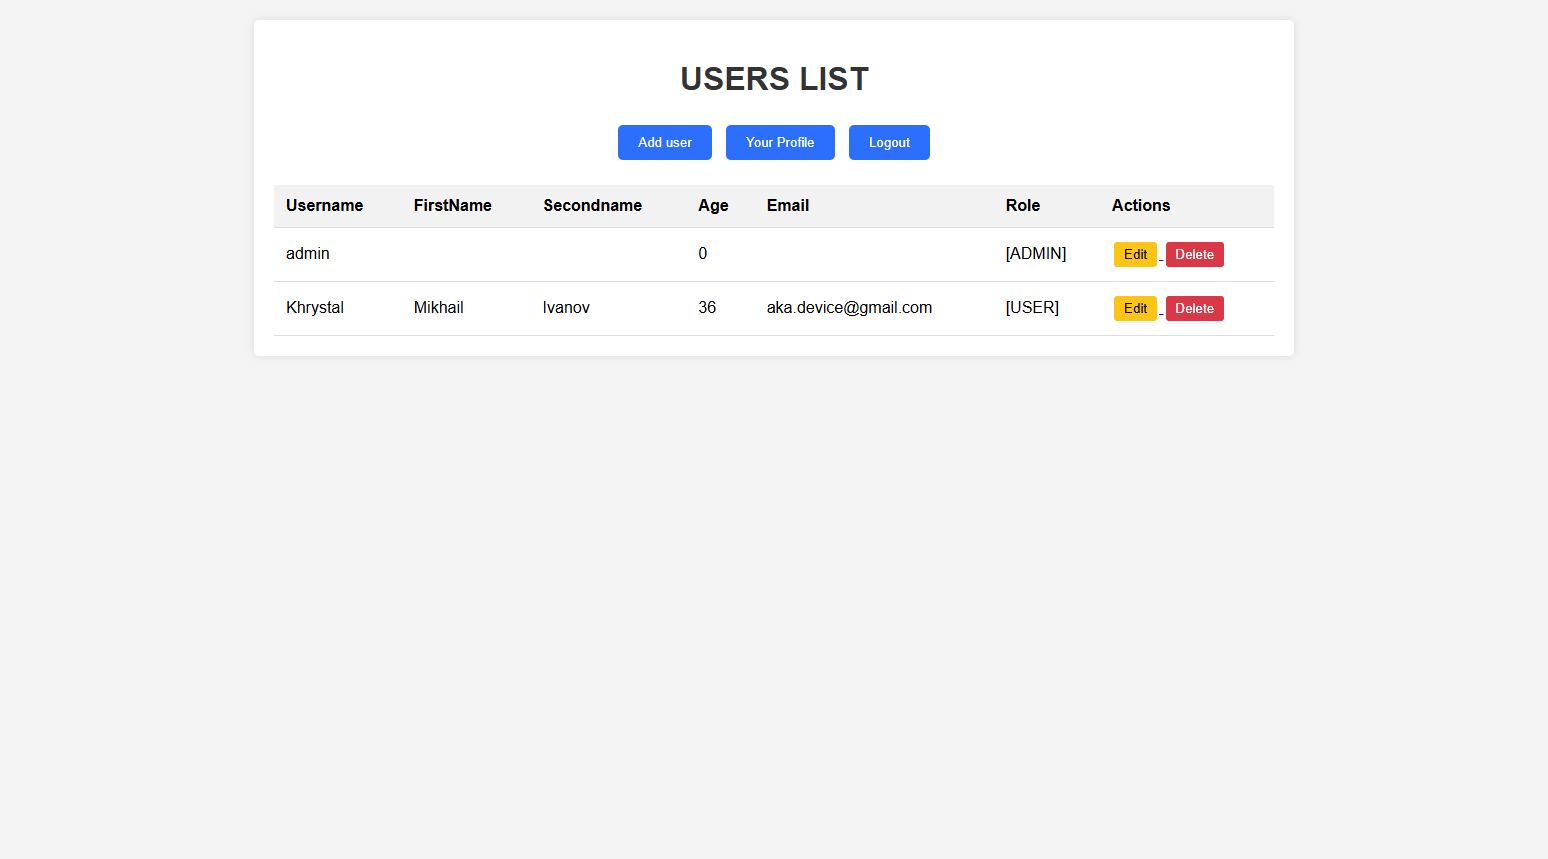 USERS LIST
Add user Your Profile Logout
Username FirstName Secondname Age Email Role Actions
admin 0 [ADMIN] Edit Delete
Khrystal Mikhail Ivanov 36 aka.device@gmail.com [USER] Edit Delete